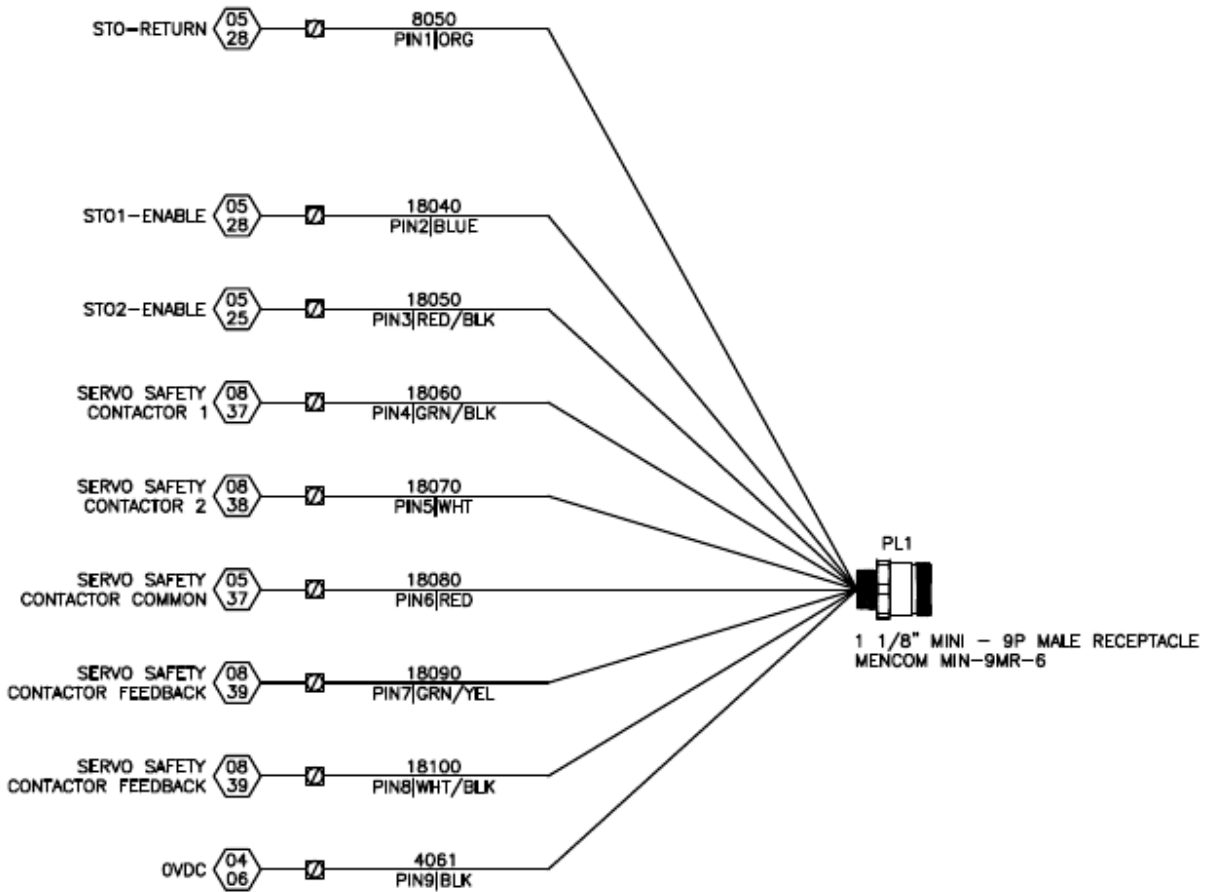 STO-RETURN 05 28 8050 PIN1 ORG
STO1-ENABLE 05 28 18040 PIN2 BLUE
STO2-ENABLE 05 25 18050 PIN3 RED/BLK
SERVO SAFETY CONTACTOR 1 08 37 18060 PIN4 GRN/BLK
SERVO SAFETY CONTACTOR 2 08 38 18070 PIN5 WHT
SERVO SAFETY CONTACTOR COMMON 05 37 18080 PIN6 RED
SERVO SAFETY CONTACTOR FEEDBACK 08 39 18090 PIN7 GRN/YEL
SERVO SAFETY CONTACTOR FEEDBACK 08 39 18100 PIN8 WHT/BLK
0VDC 04 06 4061 PIN9 BLK
PL1
1 1/8" MINI - 9P MALE RECEPTACLE
MENCOM MIN-9MR-6